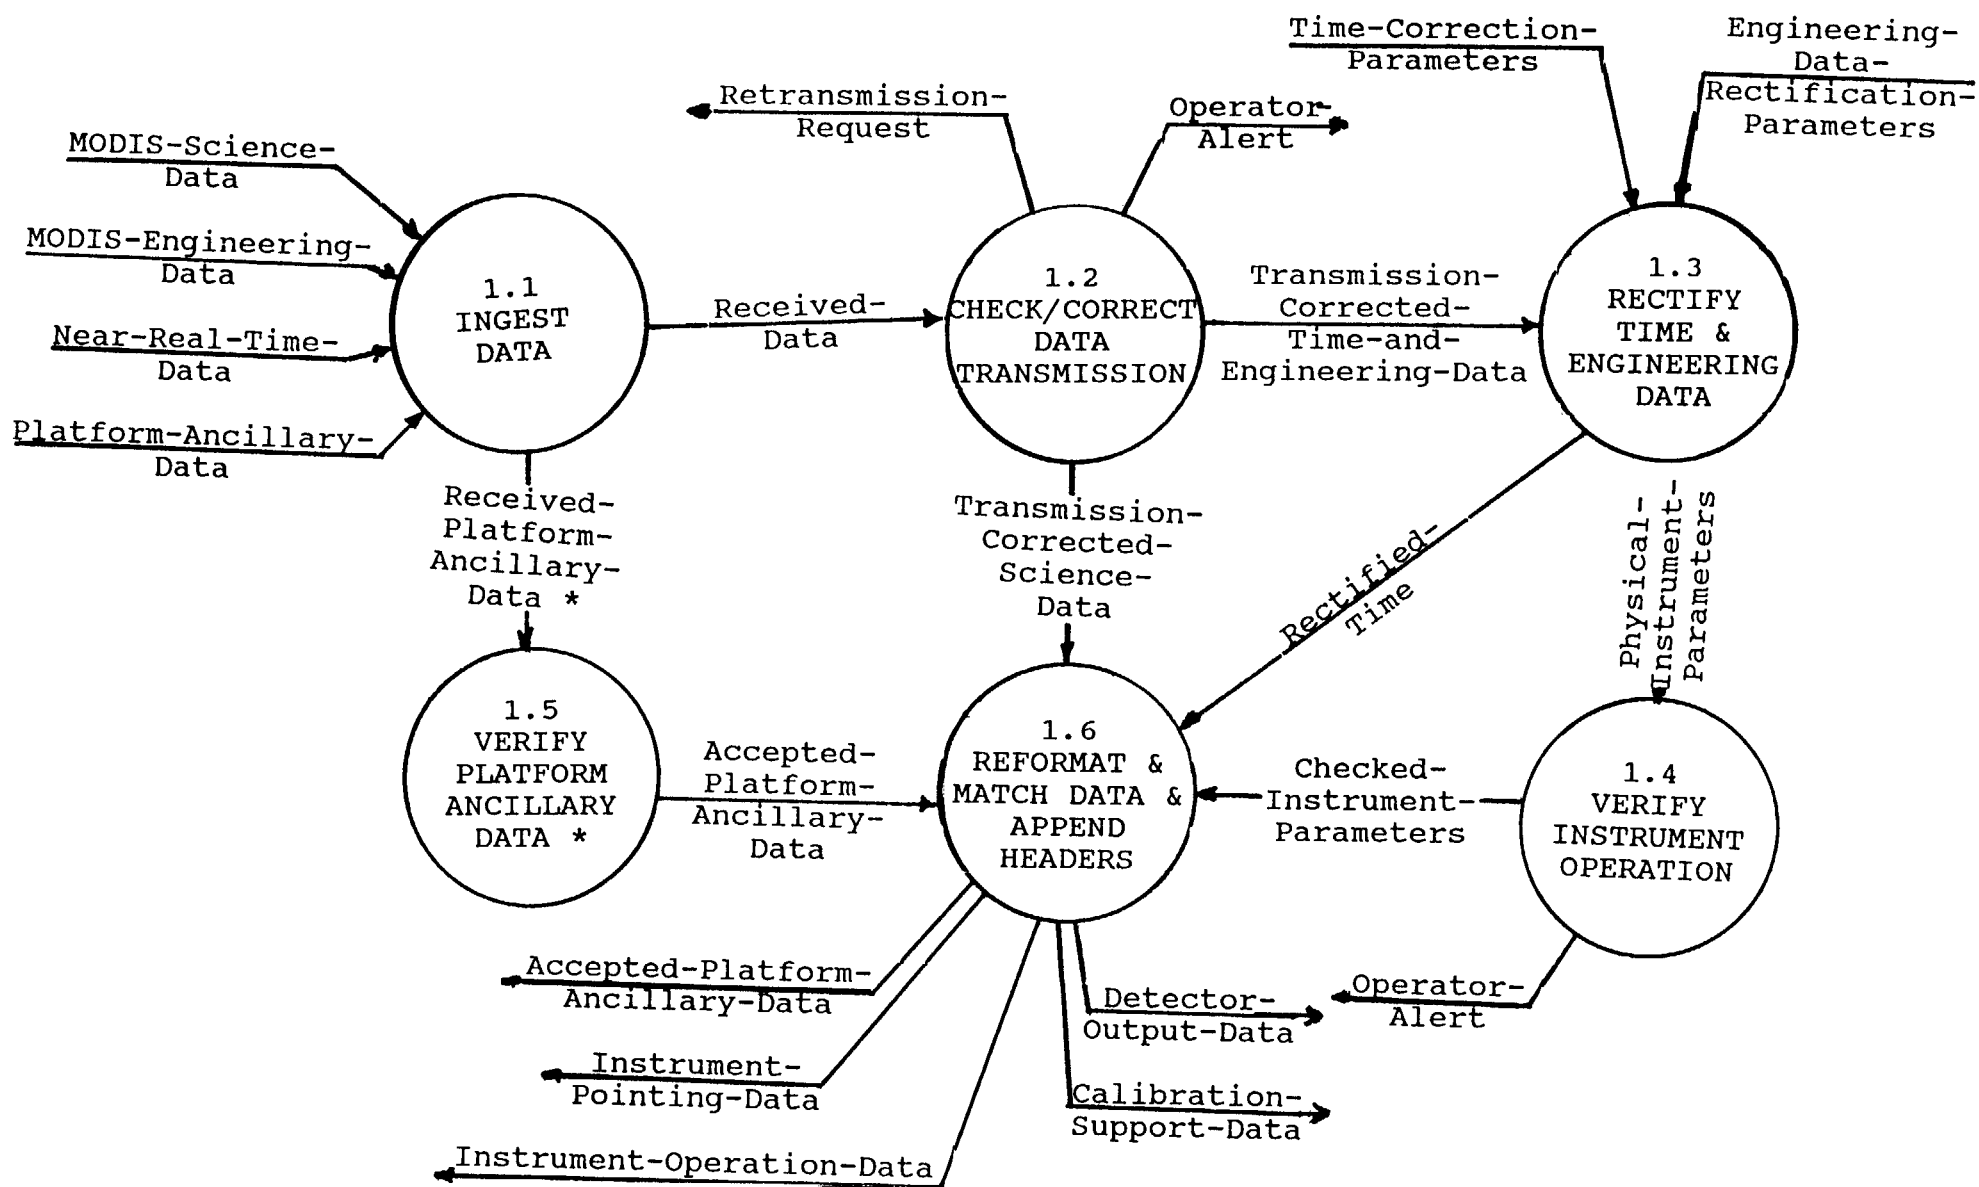 Time-Correction-
Parameters
Engineering-
Data-
Rectification-
Parameters
Retransmission-
Request
Operator-
Alert
MODIS-Science-
Data
MODIS-Engineering-
Data
Near-Real-Time-
Data
Platform-Ancillary-
Data
1.1
INGEST
DATA
Received-
Data
1.2
CHECK/CORRECT
DATA
TRANSMISSION
Transmission-
Corrected-
Time-and-
Engineering-Data
1.3
RECTIFY
TIME &
ENGINEERING
DATA
Received-
Platform-
Ancillary-
Data *
Transmission-
Corrected-
Science-
Data
Rectified-
Time
Physical-
Instrument-
Parameters
1.5
VERIFY
PLATFORM
ANCILLARY
DATA *
Accepted-
Platform-
Ancillary-
Data
1.6
REFORMAT &
MATCH DATA &
APPEND
HEADERS
Checked-
Instrument-
Parameters
1.4
VERIFY
INSTRUMENT
OPERATION
Accepted-Platform-
Ancillary-Data
Instrument-
Pointing-Data
Instrument-Operation-Data
Detector-
Output-Data
Calibration-
Support-Data
Operator-
Alert